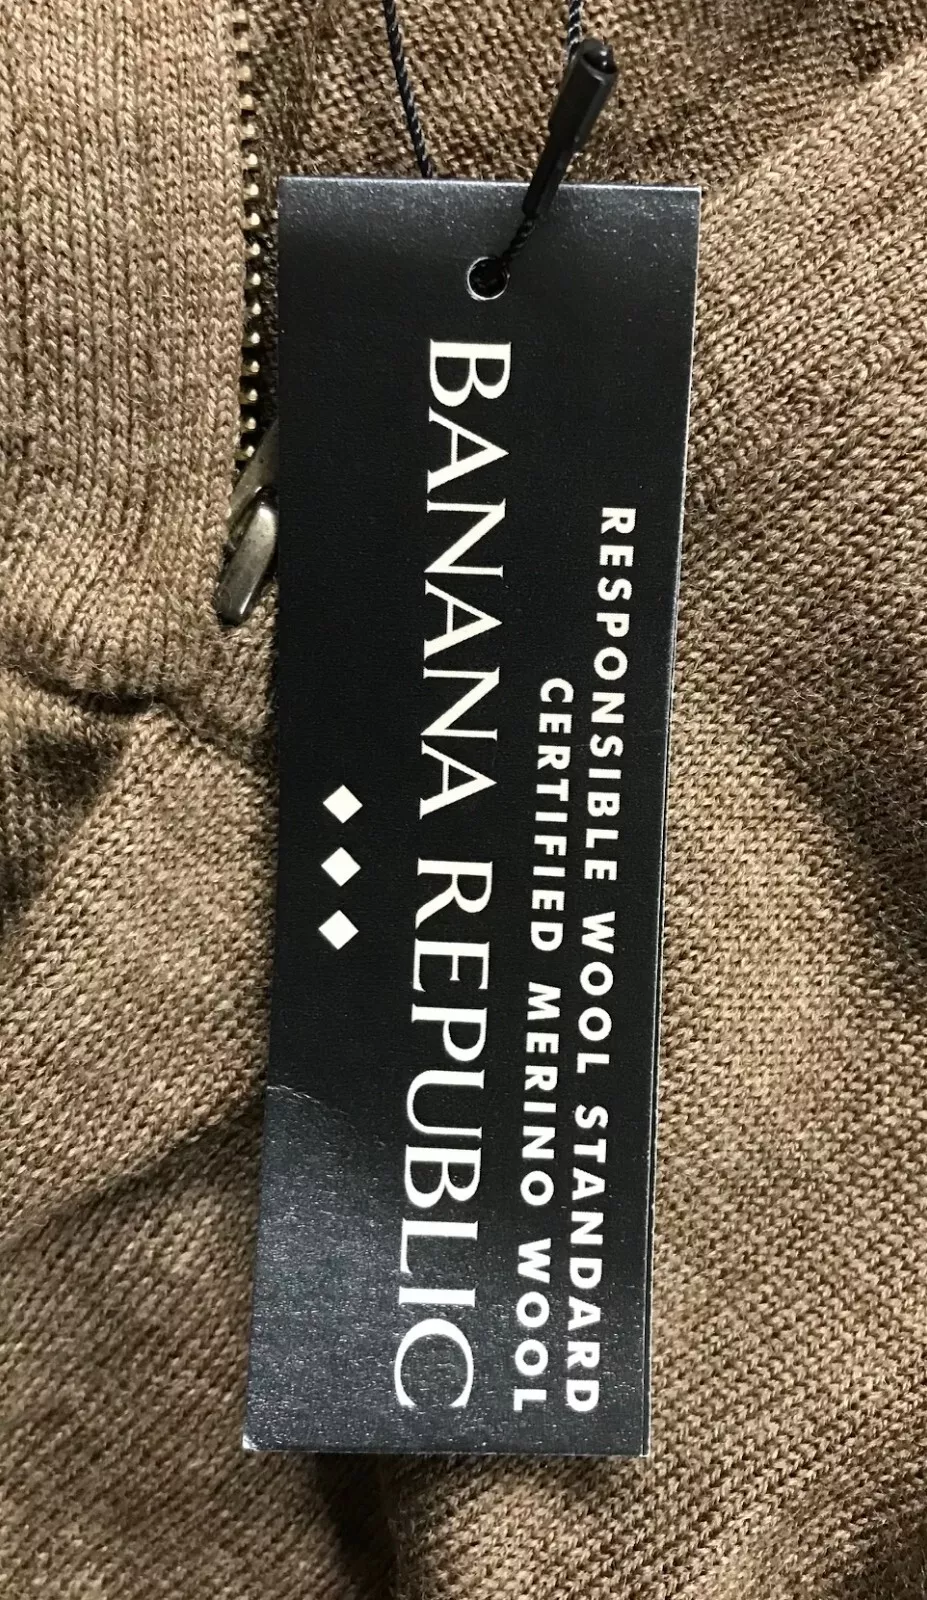 RESPONSIBLE WOOL STANDARD
CERTIFIED MERINO WOOL
BANANA REPUBLIC